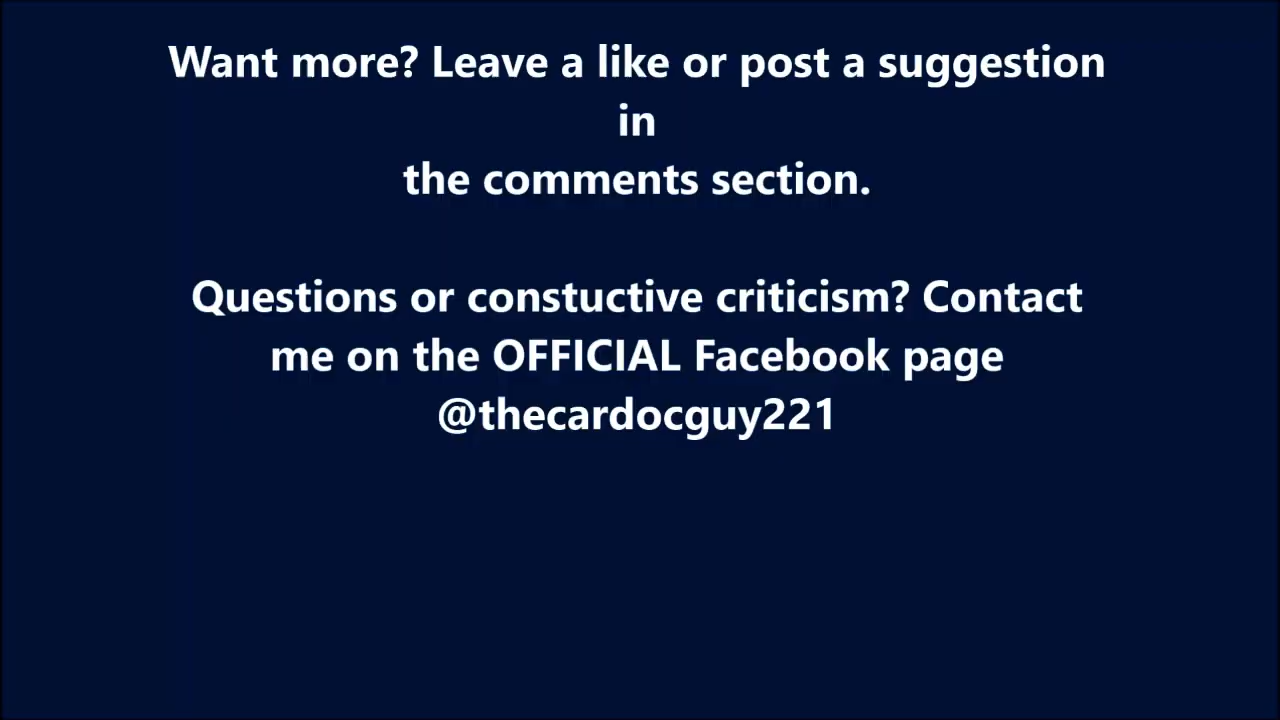 Want more? Leave a like or post a suggestion
in
the comments section.
Questions or constuctive criticism? Contact
me on the OFFICIAL Facebook page
@thecardocguy221